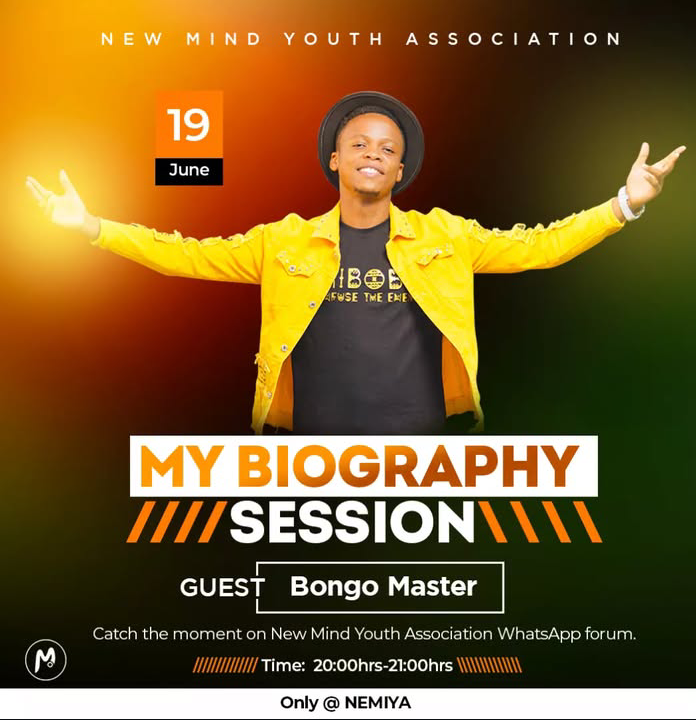 NEW MIND YOUTH ASSOCIATION
19
June
MY BIOGRAPHY
////SESSION\\\\
GUEST Bongo Master
Catch the moment on New Mind Youth Association WhatsApp forum.
Time: 20:00hrs-21:00hrs
M
Only @ NEMIYA